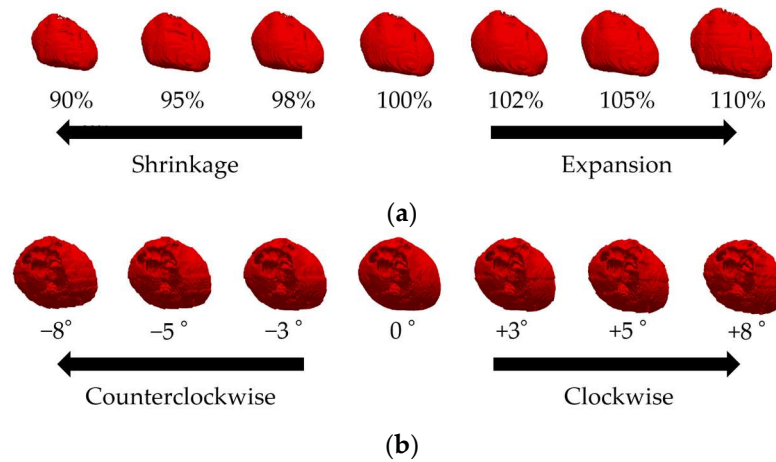 90% 95% 98% 100% 102% 105% 110%
Shrinkage Expansion
(a)
−8° −5 ° −3 ° 0 ° +3° +5 ° +8 °
Counterclockwise Clockwise
(b)